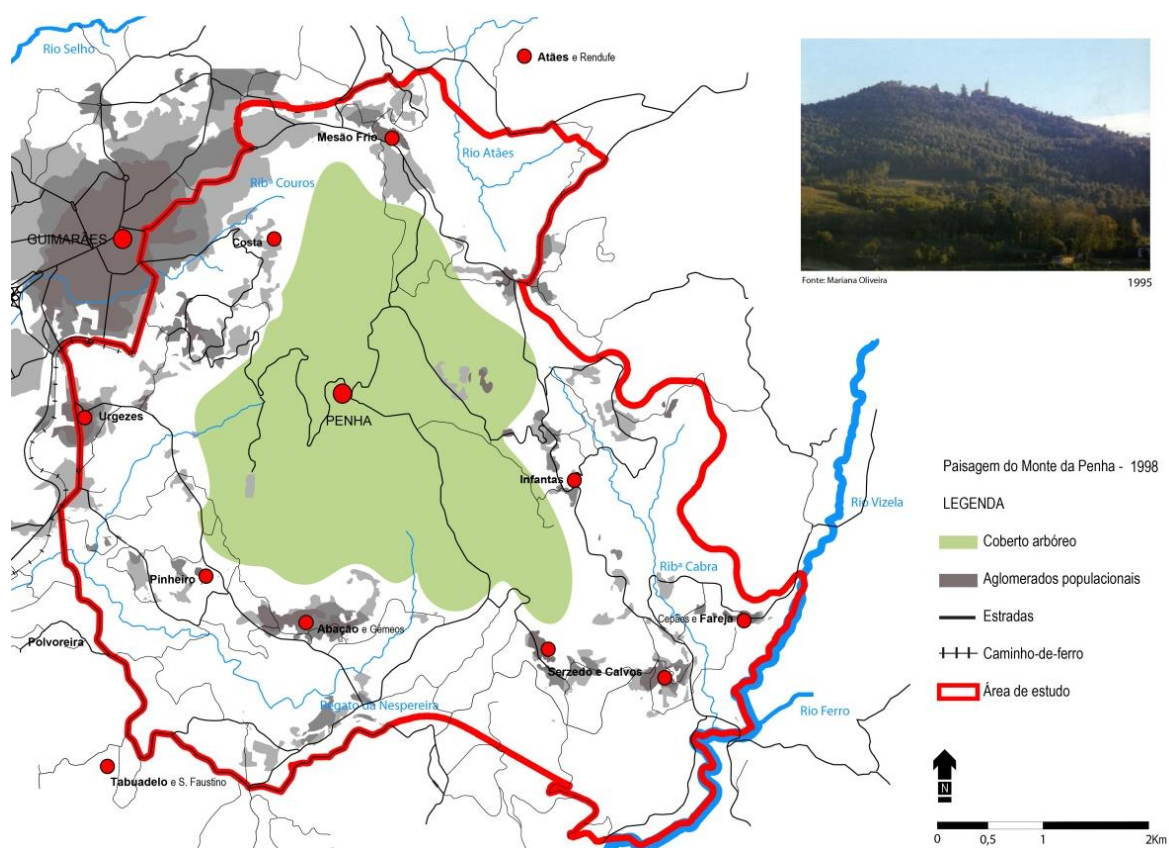 Rio Selho
Atães e Rendufe
Mesão Frio
Rio Atães
Ribª Couros
GUIMARÃES
Costa
Fonte: Mariana Oliveira
1995
PENHA
Urgezes
Infantas
Rio Vizela
Paisagem do Monte da Penha - 1998
LEGENDA
Coberto arbóreo
Aglomerados populacionais
Estradas
Caminho-de-ferro
Área de estudo
Pinheiro
Ribª Cabra
Abação e Gémeos
Cepães e Fareja
Polvoreira
Serzedo e Calvos
Regato da Nespereira
Rio Ferro
Tabuadelo e S. Faustino
N
0 0,5 1 2Km